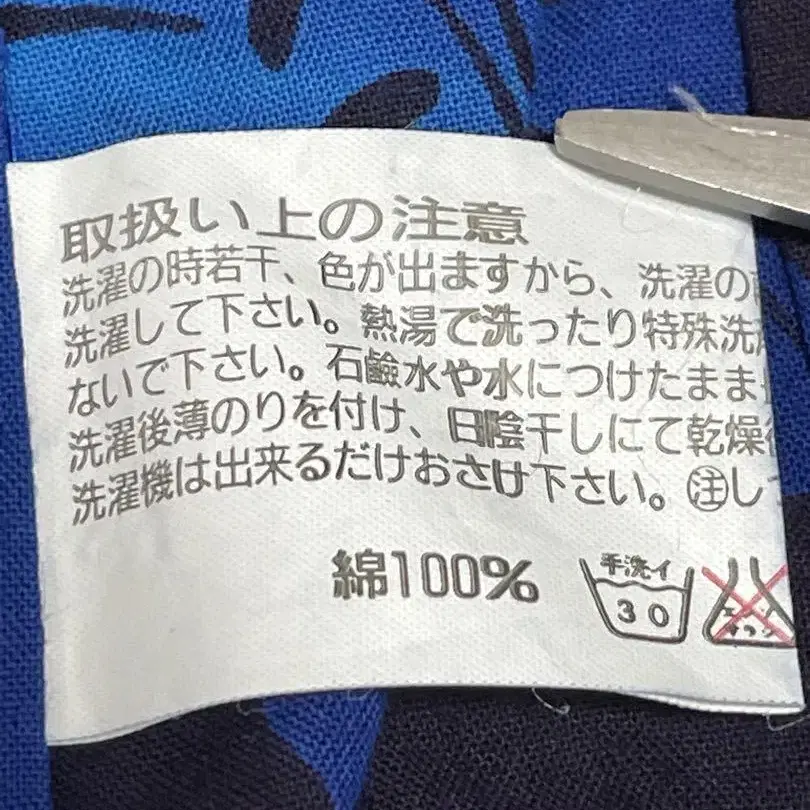 取扱い上の注意
洗濯の時若干、色が出ますから、洗濯の
洗濯して下さい。熱湯で洗ったり特殊洗
ないで下さい。石鹸水や水につけたまま
洗濯後薄のりを付け、日陰干しにて乾燥
洗濯機は出来るだけおさけ下さい。注し
綿100%
手洗イ
30